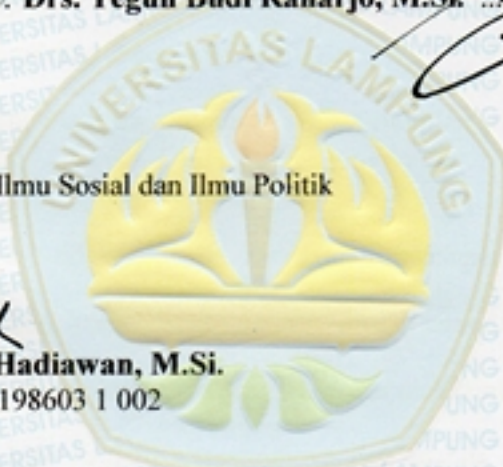 Drs. Teguh Budi Raharjo, M.Si.
UNIVERSITAS LAMPUNG
Ilmu Sosial dan Ilmu Politik
Hadiawan, M.Si.
198603 1 002